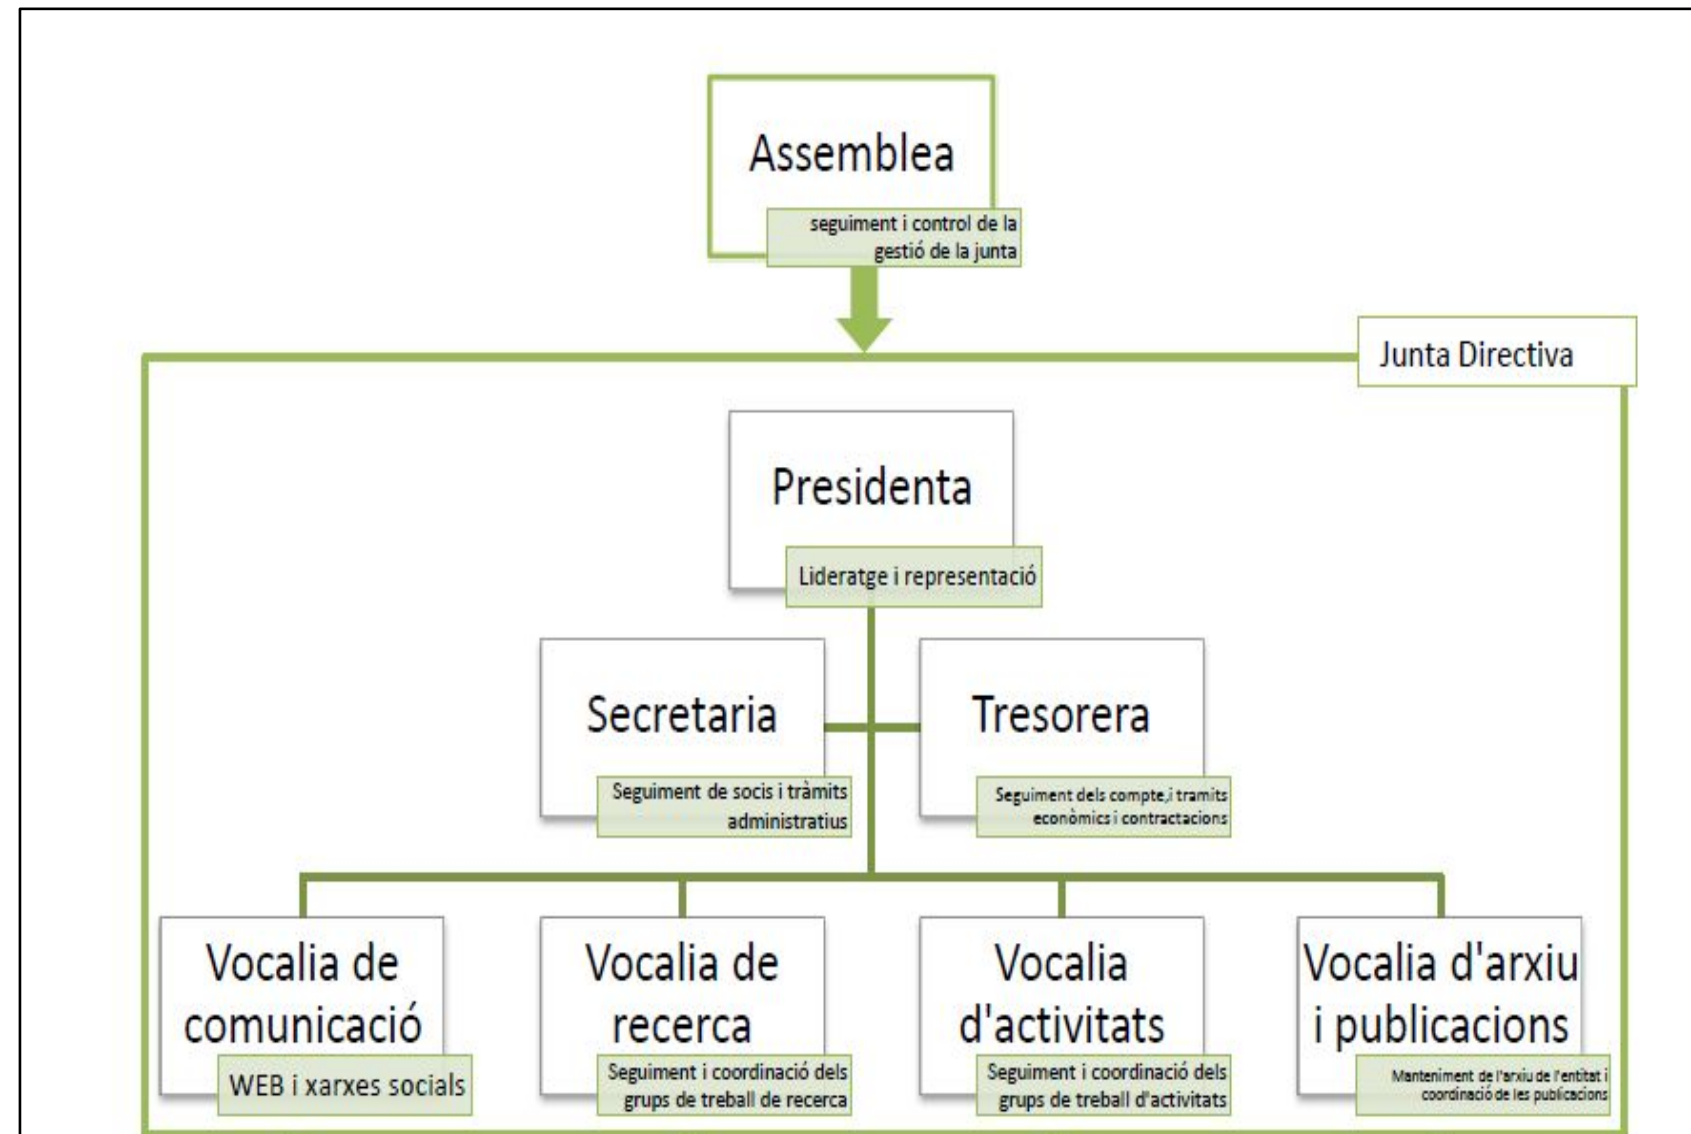 Assemblea
seguiment i control de la
gestió de la junta
Junta Directiva
Presidenta
Lideratge i representació
Secretaria
Seguiment de socis i tràmits
administratius
Tresorera
Seguiment dels compte,i tramits
econòmics i contractacions
Vocalia de
comunicació
WEB i xarxes socials
Vocalia de
recerca
Seguiment i coordinació dels
grups de treball de recerca
Vocalia
d'activitats
Seguiment i coordinació dels
grups de treball d'activitats
Vocalia d'arxiu
i publicacions
Manteniment de l'arxiu de l'entitat i
coordinació de les publicacions